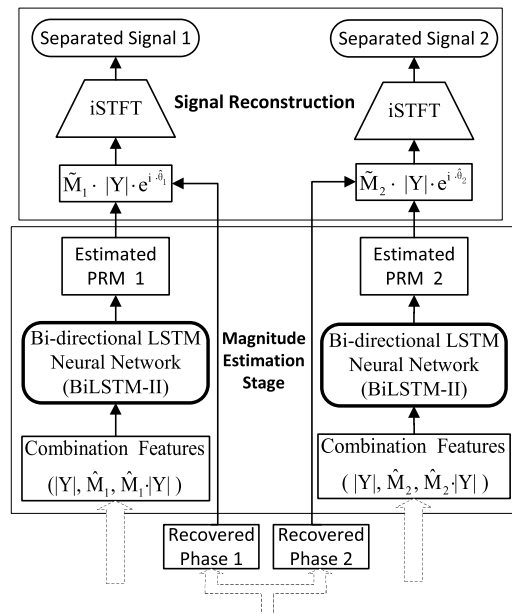 Separated Signal 1
Separated Signal 2
iSTFT
Signal Reconstruction
iSTFT
M̃₁ · |Y| · e^{i·θ̂₁}
M̃₂ · |Y| · e^{i·θ̂₂}
Estimated
PRM 1
Estimated
PRM 2
Bi-directional LSTM
Neural Network
(BiLSTM-II)
Magnitude
Estimation
Stage
Bi-directional LSTM
Neural Network
(BiLSTM-II)
Combination Features
(|Y|, M̂₁, M̂₁·|Y| )
Combination Features
( |Y|, M̂₂, M̂₂·|Y| )
Recovered
Phase 1
Recovered
Phase 2